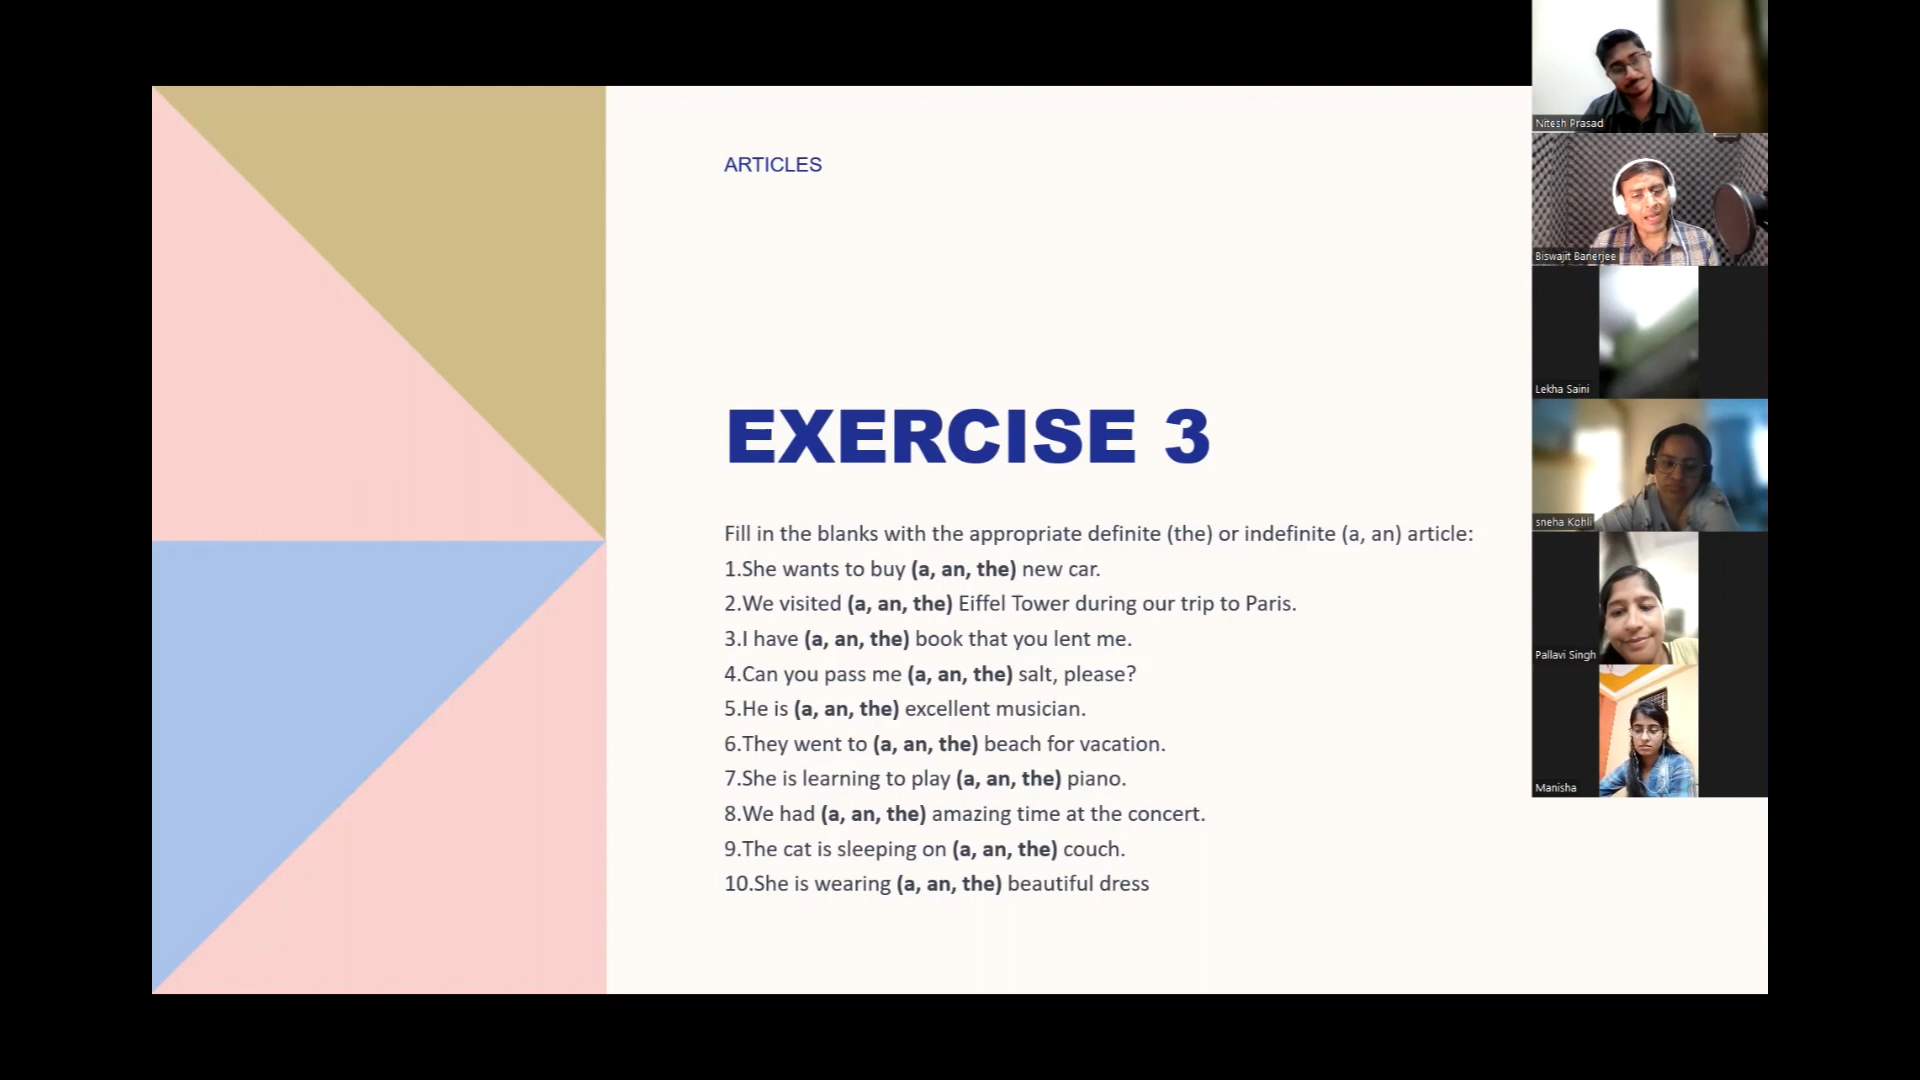 ARTICLES
EXERCISE 3
Fill in the blanks with the appropriate definite (the) or indefinite (a, an) article:
1.She wants to buy (a, an, the) new car.
2.We visited (a, an, the) Eiffel Tower during our trip to Paris.
3.I have (a, an, the) book that you lent me.
4.Can you pass me (a, an, the) salt, please?
5.He is (a, an, the) excellent musician.
6.They went to (a, an, the) beach for vacation.
7.She is learning to play (a, an, the) piano.
8.We had (a, an, the) amazing time at the concert.
9.The cat is sleeping on (a, an, the) couch.
10.She is wearing (a, an, the) beautiful dress
Nitesh Prasad
Biswajit Banerjee
Lekha Saini
sneha Kohli
Pallavi Singh
Manisha